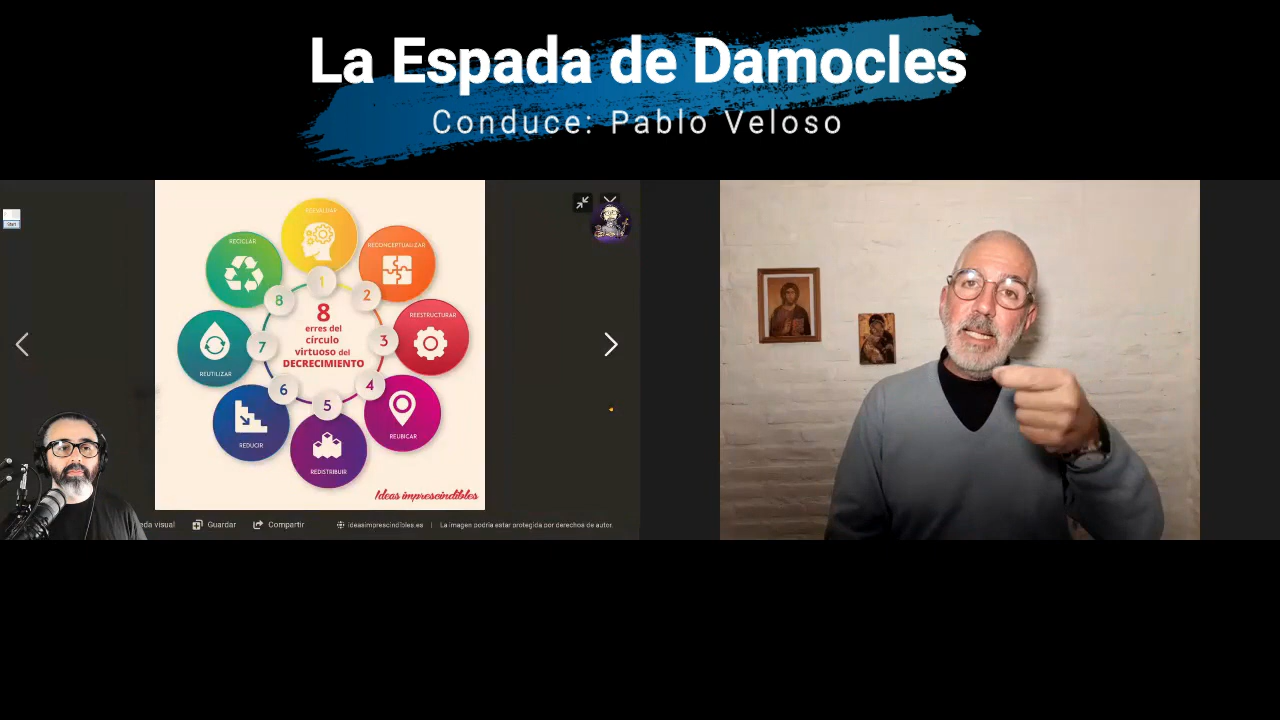 La Espada de Damocles
Conduce: Pablo Veloso
REEVALUAR
RECONCEPTUALIZAR
REESTRUCTURAR
REUBICAR
REDISTRIBUIR
REDUCIR
REUTILIZAR
RECICLAR
1
2
3
4
5
6
7
8
8
erres del
círculo
virtuoso del
DECRECIMIENTO
Ideas imprescindibles
eda visual
Guardar
Compartir
ideasimprescindibles.es | La imagen podría estar protegida por derechos de autor.